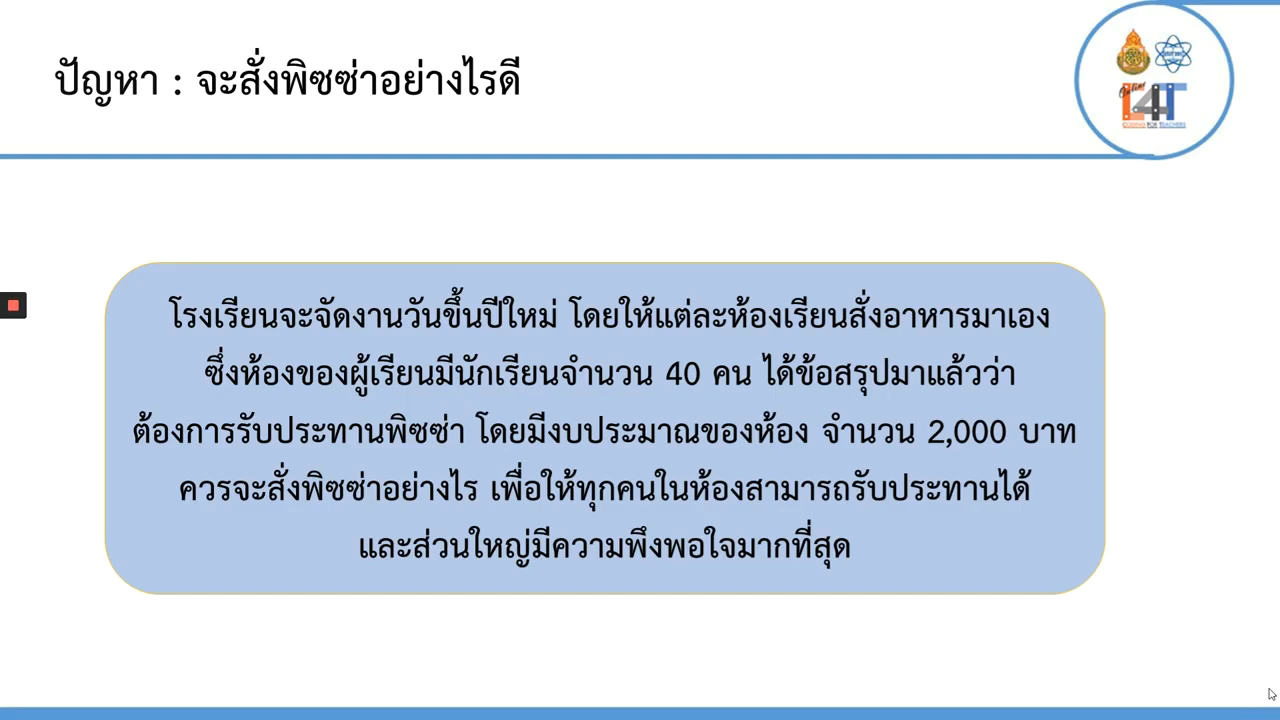 ปัญหา : จะสั่งพิซซ่าอย่างไรดี
Online
C4T
CODING FOR TEACHERS
โรงเรียนจะจัดงานวันขึ้นปีใหม่ โดยให้แต่ละห้องเรียนสั่งอาหารมาเอง
ซึ่งห้องของผู้เรียนมีนักเรียนจำนวน 40 คน ได้ข้อสรุปมาแล้วว่า
ต้องการรับประทานพิซซ่า โดยมีงบประมาณของห้อง จำนวน 2,000 บาท
ควรจะสั่งพิซซ่าอย่างไร เพื่อให้ทุกคนในห้องสามารถรับประทานได้
และส่วนใหญ่มีความพึงพอใจมากที่สุด